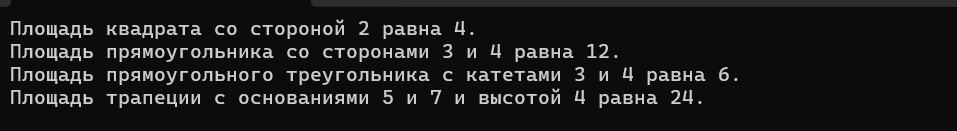 Площадь квадрата со стороной 2 равна 4.
Площадь прямоугольника со сторонами 3 и 4 равна 12.
Площадь прямоугольного треугольника с катетами 3 и 4 равна 6.
Площадь трапеции с основаниями 5 и 7 и высотой 4 равна 24.